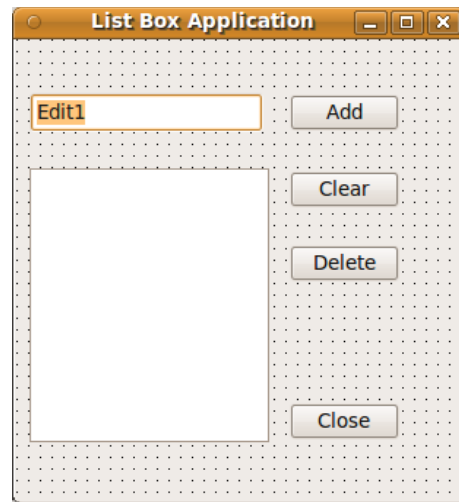 List Box Application
Edit1
Add
Clear
Delete
Close